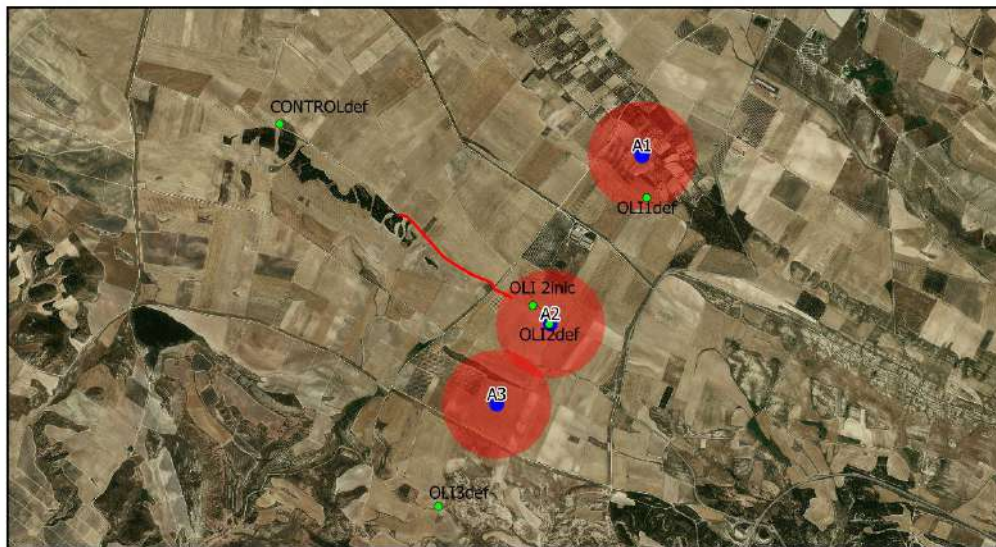 CONTROLdef
A1
OLI1def
OLI 2inic
A2
OLI2def
A3
OLI3def